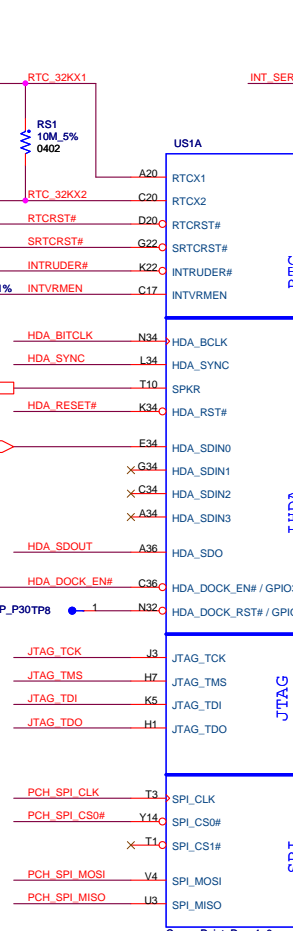 RTC_32KX1
INT_SER
RS1
10M_5%
0402
US1A
A20 RTCX1
RTC_32KX2 C20 RTCX2
RTCRST# D20 RTCRST#
SRTCRST# G22 SRTCRST#
INTRUDER# K22 INTRUDER#
1% INTVRMEN C17 INTVRMEN
HDA_BITCLK N34 HDA_BCLK
HDA_SYNC L34 HDA_SYNC
T10 SPKR
HDA_RESET# K34 HDA_RST#
E34 HDA_SDIN0
G34 HDA_SDIN1
C34 HDA_SDIN2
A34 HDA_SDIN3
HDA_SDOUT A36 HDA_SDO
HDA_DOCK_EN# C36 HDA_DOCK_EN# / GPIO
P_P30TP8 1 N32 HDA_DOCK_RST# / GPI
JTAG_TCK J3 JTAG_TCK
JTAG_TMS H7 JTAG_TMS
JTAG_TDI K5 JTAG_TDI
JTAG_TDO H1 JTAG_TDO
JTAG
PCH_SPI_CLK T3 SPI_CLK
PCH_SPI_CS0# Y14 SPI_CS0#
T1 SPI_CS1#
PCH_SPI_MOSI V4 SPI_MOSI
PCH_SPI_MISO U3 SPI_MISO